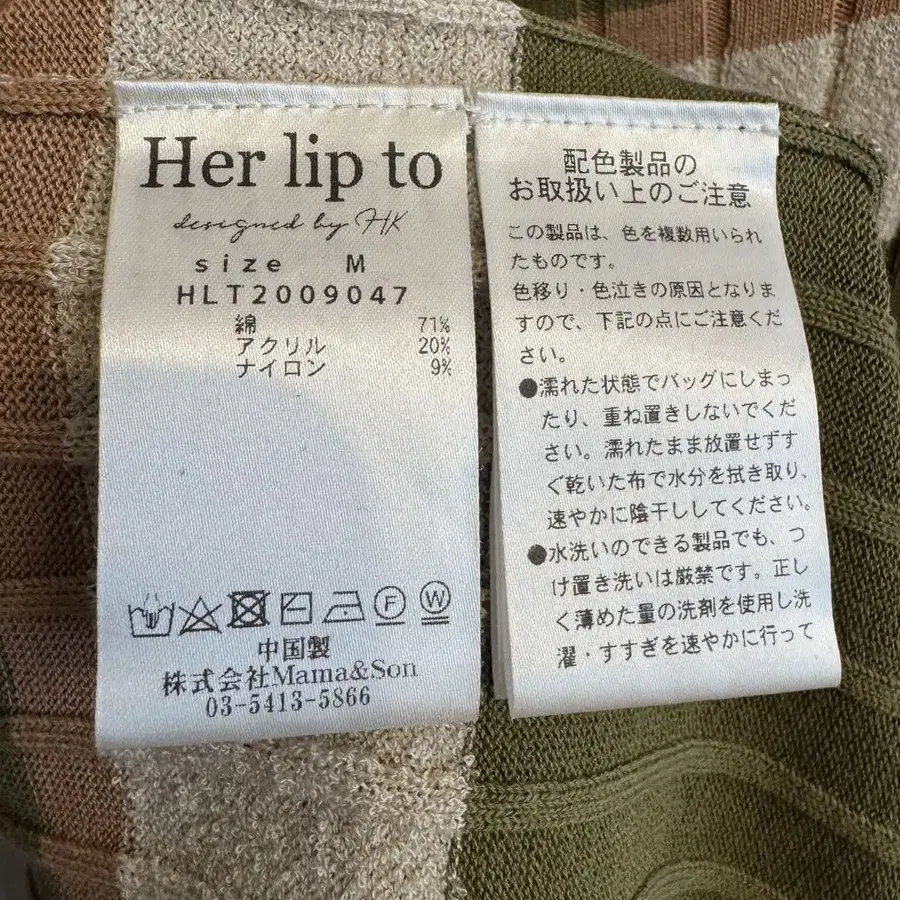 Her lip to
designed by HK
size M
HLT2009047
綿 71%
アクリル 20%
ナイロン 9%
F W
中国製
株式会社Mama&Son
03-5413-5866
配色製品の
お取扱い上のご注意
この製品は、色を複数用いられ
たものです。
色移り・色泣きの原因となりま
すので、下記の点にご注意くだ
さい。
●濡れた状態でバッグにしまっ
たり、重ね置きしないでくだ
さい。濡れたまま放置せずす
ぐ乾いた布で水分を拭き取り、
速やかに陰干ししてください。
●水洗いのできる製品でも、つ
け置き洗いは厳禁です。正し
く薄めた量の洗剤を使用し洗
濯・すすぎを速やかに行って